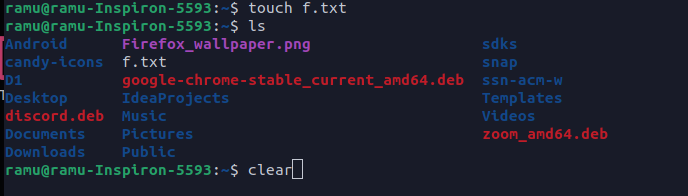 ramu@ramu-Inspiron-5593:~$ touch f.txt
ramu@ramu-Inspiron-5593:~$ ls
Android Firefox_wallpaper.png sdks
candy-icons f.txt snap
D1 google-chrome-stable_current_amd64.deb ssn-acm-w
Desktop IdeaProjects Templates
discord.deb Music Videos
Documents Pictures zoom_amd64.deb
Downloads Public
ramu@ramu-Inspiron-5593:~$ clear